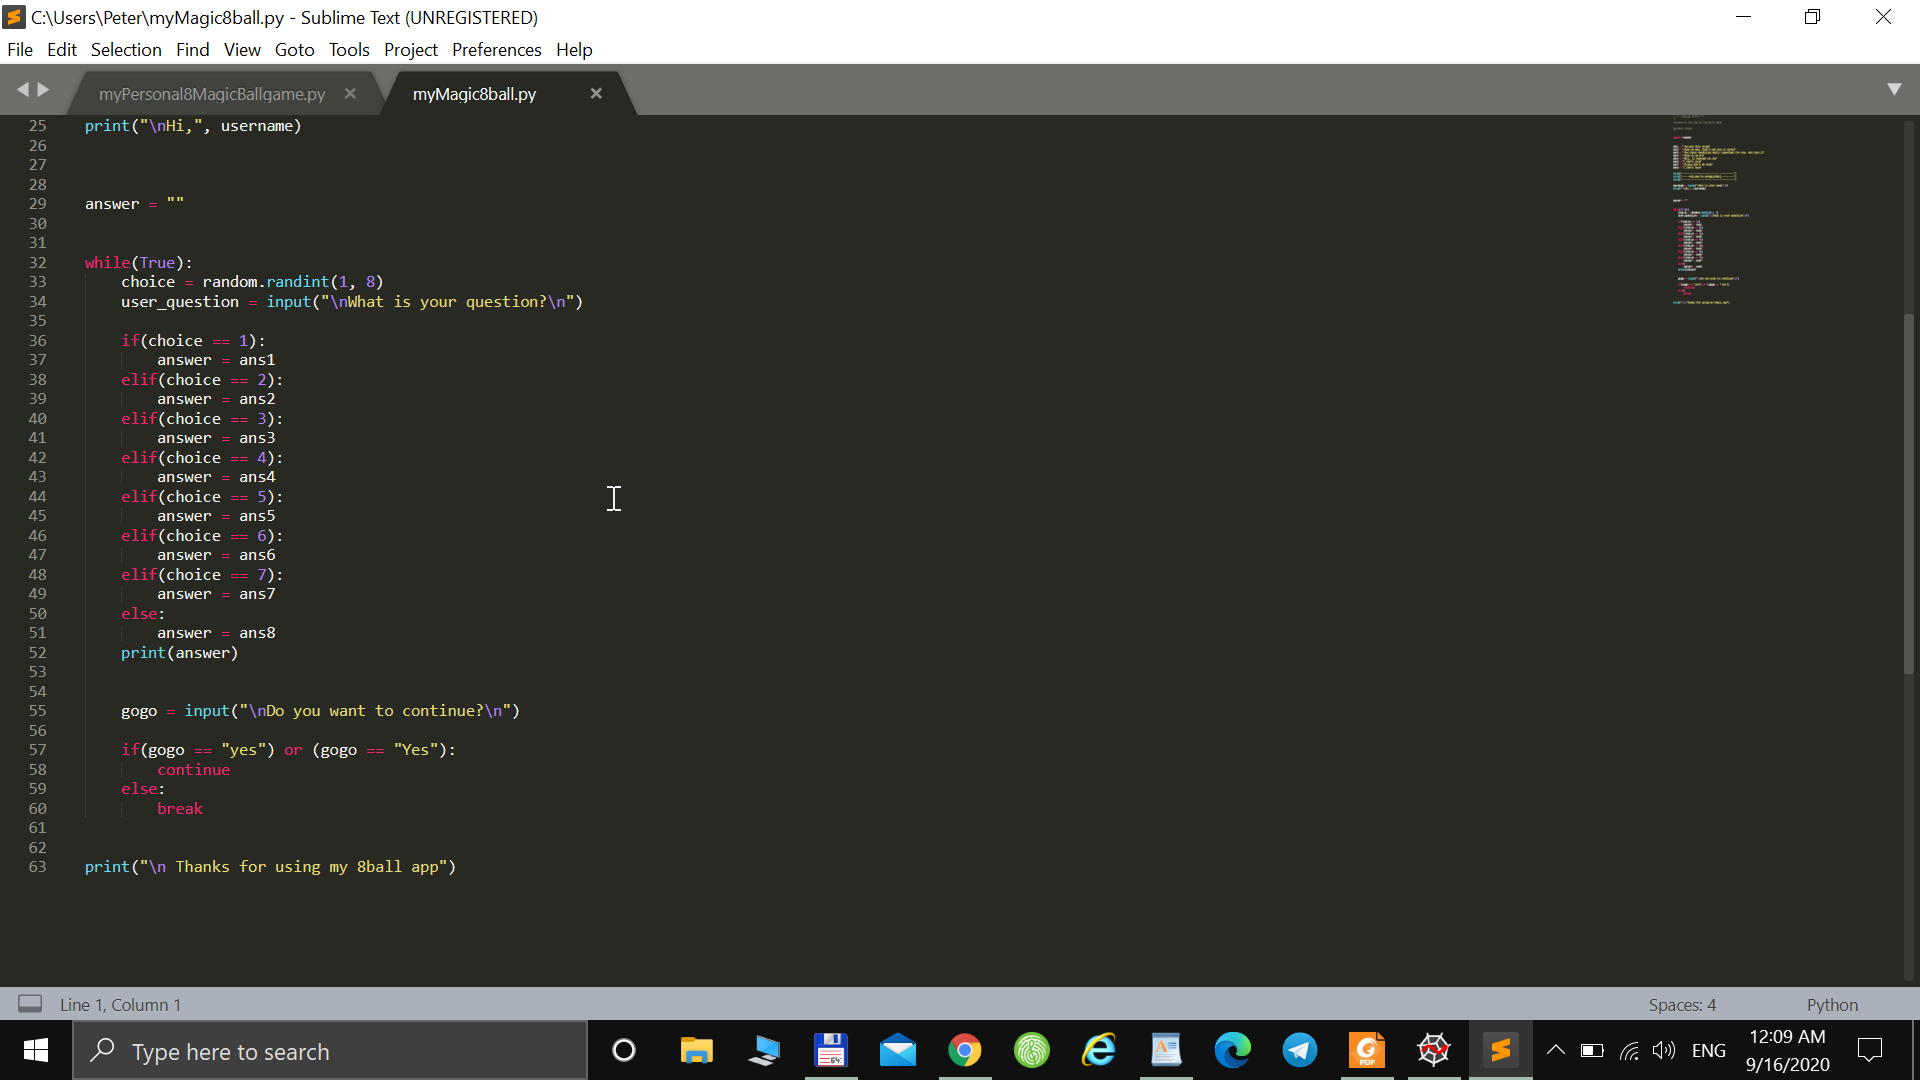 C:\Users\Peter\myMagic8ball.py - Sublime Text (UNREGISTERED)
File Edit Selection Find View Goto Tools Project Preferences Help
myPersonal8MagicBallgame.py
myMagic8ball.py
25 print("\nHi,", username)
26
27
28
29 answer = ""
30
31
32 while(True):
33 choice = random.randint(1, 8)
34 user_question = input("\nWhat is your question?\n")
35
36 if(choice == 1):
37 answer = ans1
38 elif(choice == 2):
39 answer = ans2
40 elif(choice == 3):
41 answer = ans3
42 elif(choice == 4):
43 answer = ans4
44 elif(choice == 5):
45 answer = ans5
46 elif(choice == 6):
47 answer = ans6
48 elif(choice == 7):
49 answer = ans7
50 else:
51 answer = ans8
52 print(answer)
53
54
55 gogo = input("\nDo you want to continue?\n")
56
57 if(gogo == "yes") or (gogo == "Yes"):
58 continue
59 else:
60 break
61
62
63 print("\n Thanks for using my 8ball app")
Line 1, Column 1
Spaces: 4
Python
Type here to search
64
PDF
ENG
12:09 AM
9/16/2020